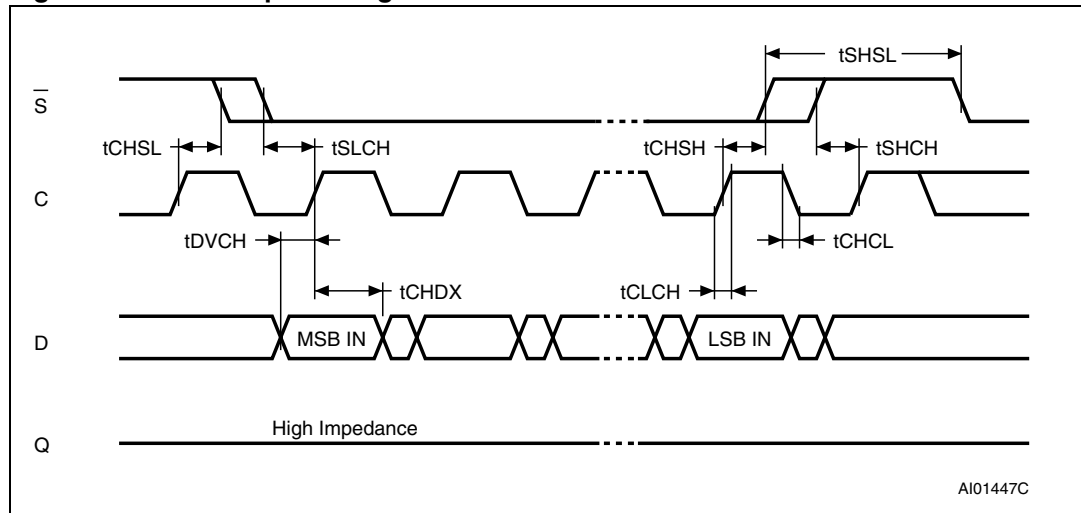 tSHSL
S
tCHSL
tSLCH
tCHSH
tSHCH
C
tDVCH
tCHCL
tCHDX
tCLCH
D
MSB IN
LSB IN
High Impedance
Q
AI01447C